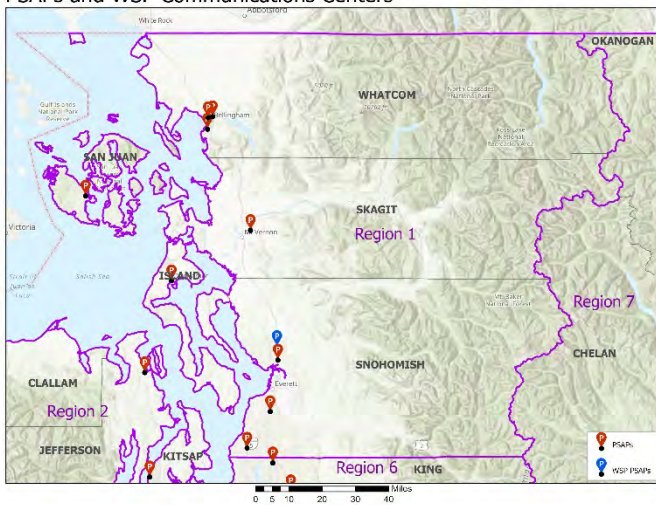 PSAPs and WSP Communications Centers
White Rock
Abbotsford
OKANOGAN
WHATCOM
North Cascades
National Park
Gulf Islands
National Park
Reserve
Bellingham
SAN JUAN
SKAGIT
Region 1
Mt Vernon
Victoria
Salish Sea
ISLAND
Region 7
Mt Baker
National Forest
SNOHOMISH
CHELAN
Everett
CLALLAM
Region 2
JEFFERSON
KITSAP
Region 6
KING
P PSAPs
P WSP PSAPs
0 5 10 20 30 40 Miles